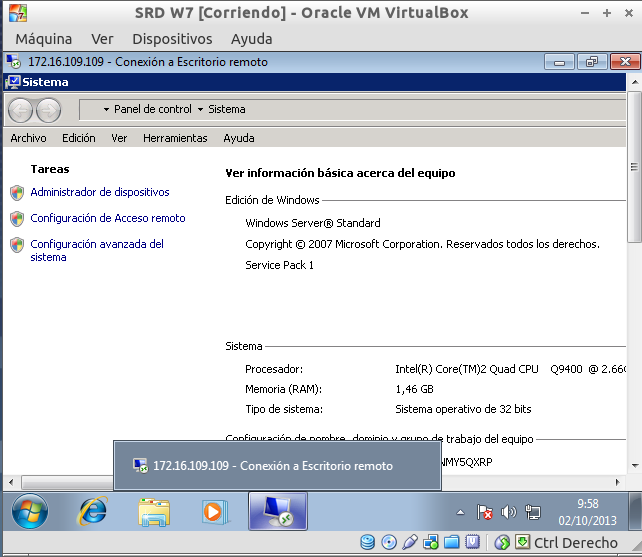 SRD W7 [Corriendo] - Oracle VM VirtualBox
Máquina Ver Dispositivos Ayuda
172.16.109.109 - Conexión a Escritorio remoto
Sistema
Panel de control Sistema
Archivo Edición Ver Herramientas Ayuda
Tareas
Administrador de dispositivos
Configuración de Acceso remoto
Configuración avanzada del
sistema
Ver información básica acerca del equipo
Edición de Windows
Windows Server® Standard
Copyright © 2007 Microsoft Corporation. Reservados todos los derechos.
Service Pack 1
Sistema
Procesador: Intel(R) Core(TM)2 Quad CPU Q9400 @ 2.66G
Memoria (RAM): 1,46 GB
Tipo de sistema: Sistema operativo de 32 bits
Configuración de nombre, dominio y grupo de trabajo del equipo
NMY5QXRP
172.16.109.109 - Conexión a Escritorio remoto
9:58
02/10/2013
Ctrl Derecho